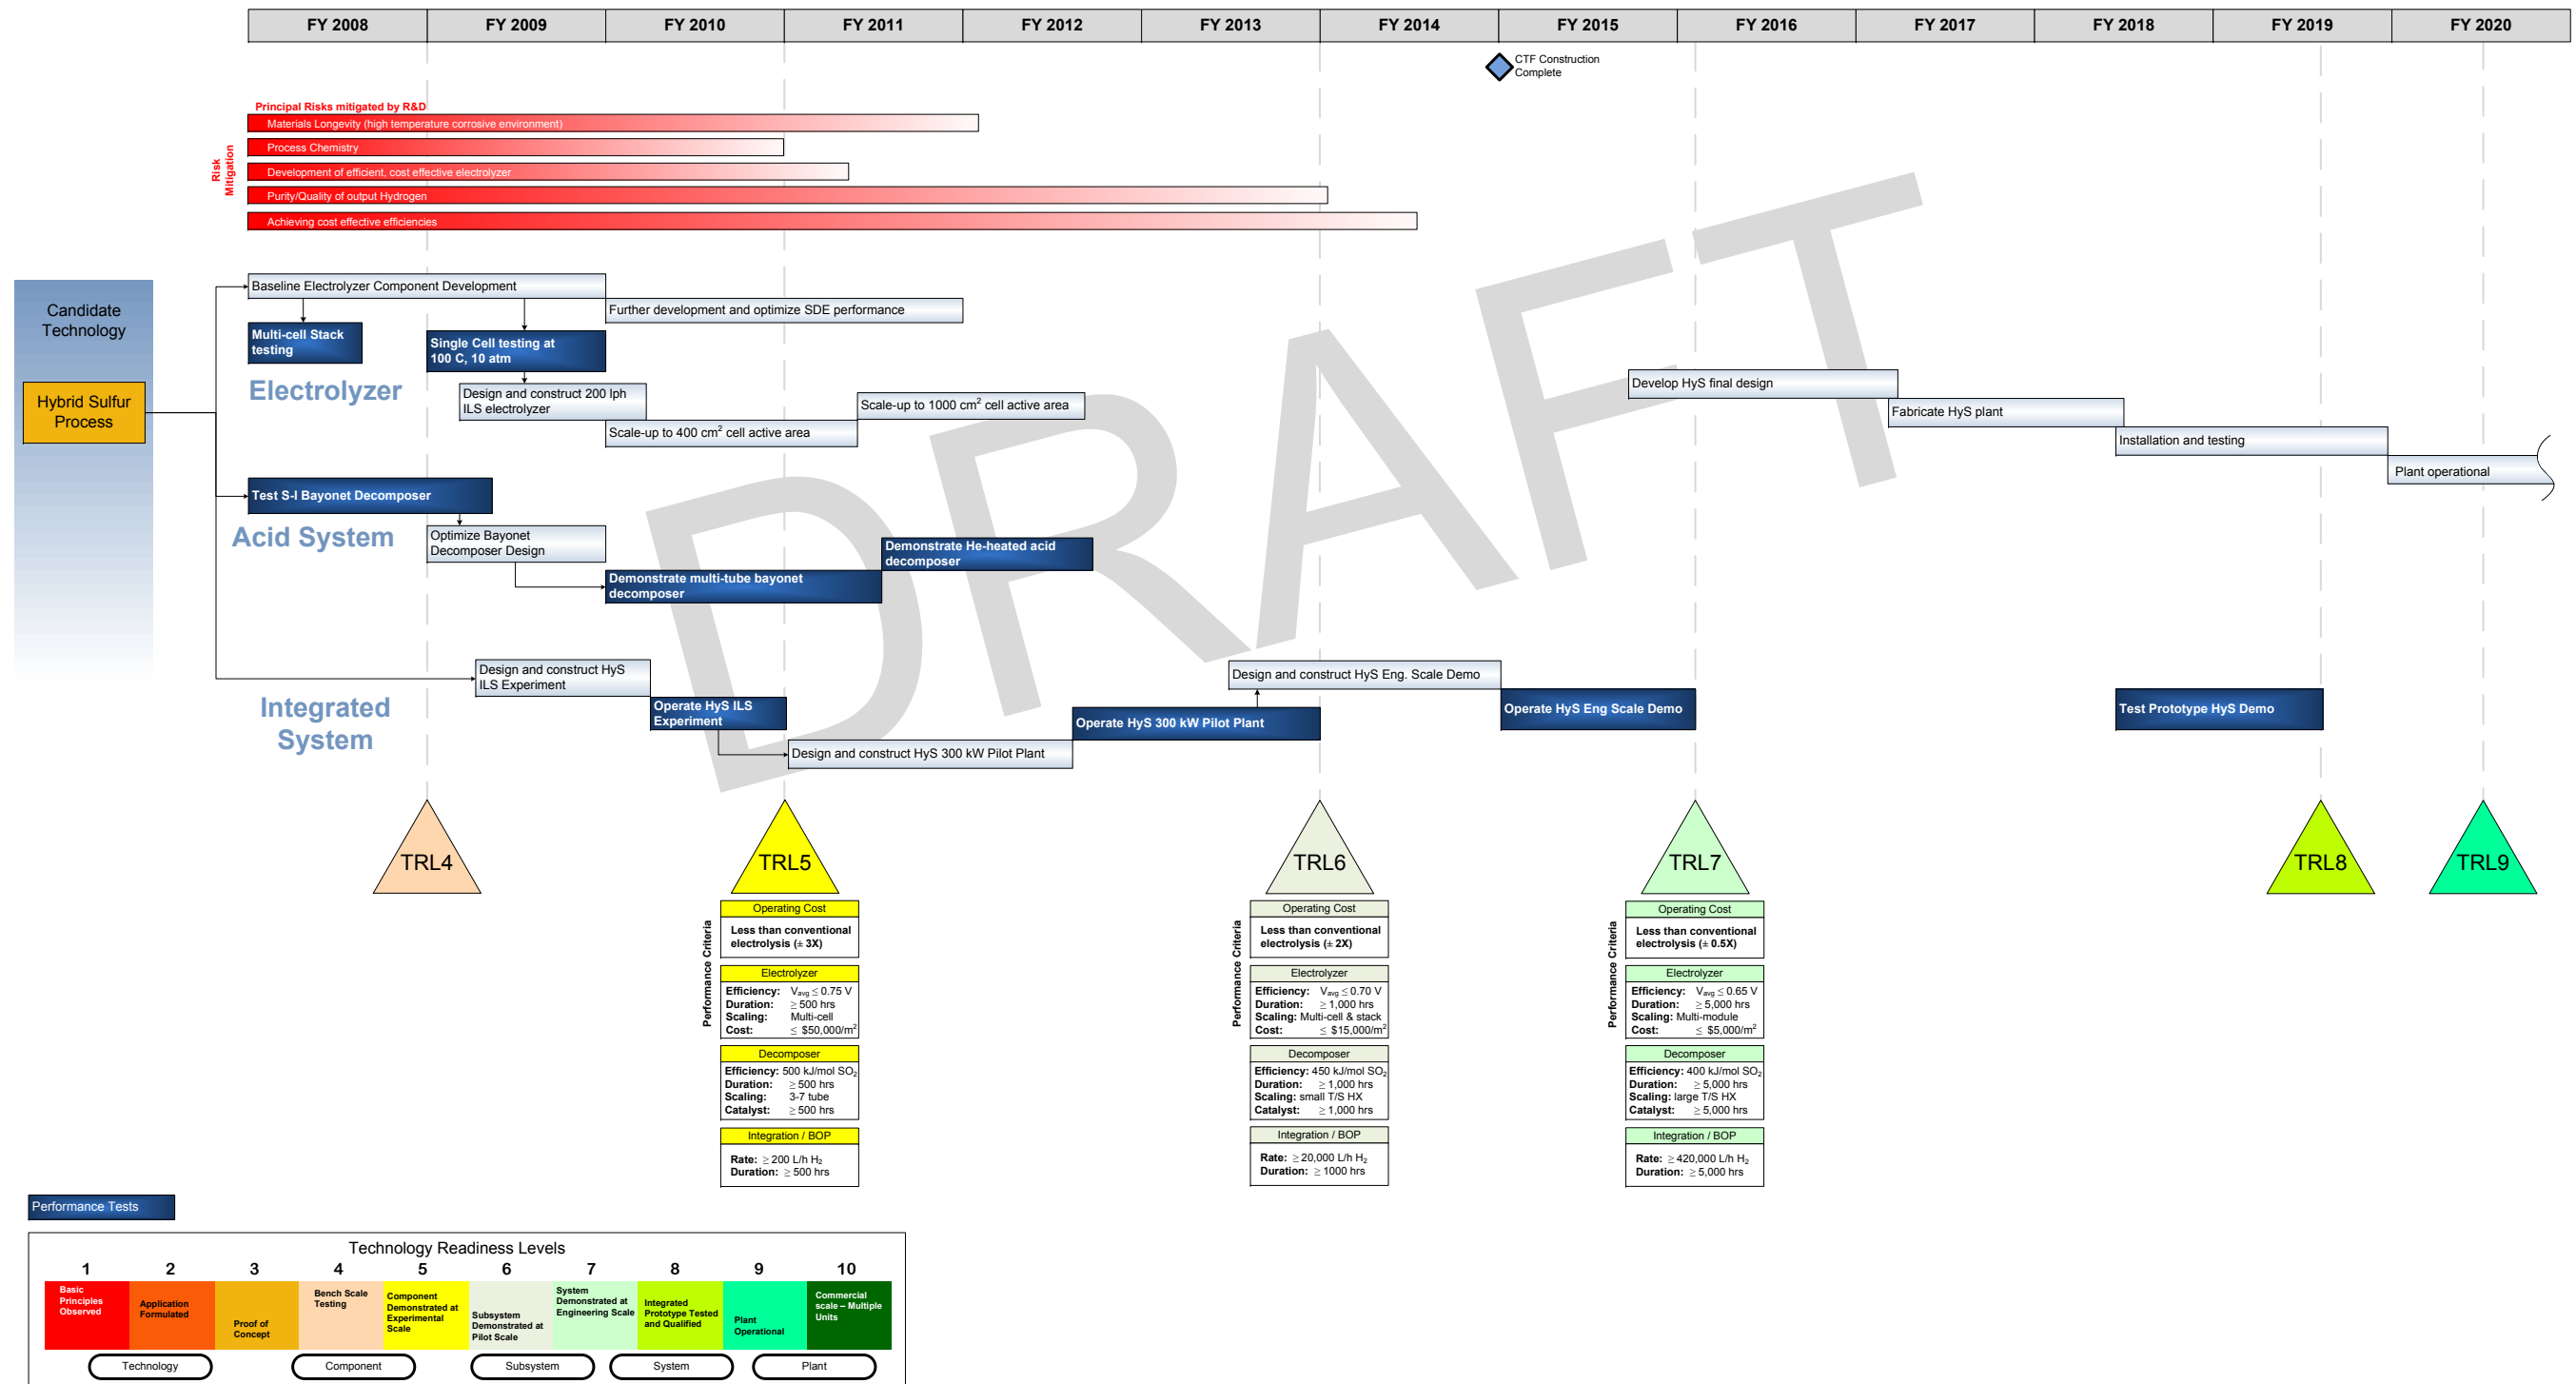 FY 2008
FY 2009
FY 2010
FY 2011
FY 2012
FY 2013
FY 2014
FY 2015
FY 2016
FY 2017
FY 2018
FY 2019
FY 2020
CTF Construction
Complete
Principal Risks mitigated by R&D
Risk
Mitigation
Materials Longevity (high temperature corrosive environment)
Process Chemistry
Development of efficient, cost effective electrolyzer
Purity/Quality of output Hydrogen
Achieving cost effective efficiencies
DRAFT
Candidate
Technology
Hybrid Sulfur
Process
Baseline Electrolyzer Component Development
Further development and optimize SDE performance
Multi-cell Stack
testing
Single Cell testing at
100 C, 10 atm
Electrolyzer
Design and construct 200 lph
ILS electrolyzer
Scale-up to 1000 cm² cell active area
Scale-up to 400 cm² cell active area
Develop HyS final design
Fabricate HyS plant
Installation and testing
Plant operational
Test S-I Bayonet Decomposer
Acid System
Optimize Bayonet
Decomposer Design
Demonstrate He-heated acid
decomposer
Demonstrate multi-tube bayonet
decomposer
Design and construct HyS
ILS Experiment
Integrated
System
Operate HyS ILS
Experiment
Design and construct HyS 300 kW Pilot Plant
Operate HyS 300 kW Pilot Plant
Design and construct HyS Eng. Scale Demo
Operate HyS Eng Scale Demo
Test Prototype HyS Demo
TRL4
TRL5
TRL6
TRL7
TRL8
TRL9
Performance Criteria
Operating Cost
Less than conventional
electrolysis (± 3X)
Electrolyzer
Efficiency: Vavg ≤ 0.75 V
Duration: ≥ 500 hrs
Scaling: Multi-cell
Cost: ≤ $50,000/m²
Decomposer
Efficiency: 500 kJ/mol SO₂
Duration: ≥ 500 hrs
Scaling: 3-7 tube
Catalyst: ≥ 500 hrs
Integration / BOP
Rate: ≥ 200 L/h H₂
Duration: ≥ 500 hrs
Performance Criteria
Operating Cost
Less than conventional
electrolysis (± 2X)
Electrolyzer
Efficiency: Vavg ≤ 0.70 V
Duration: ≥ 1,000 hrs
Scaling: Multi-cell & stack
Cost: ≤ $15,000/m²
Decomposer
Efficiency: 450 kJ/mol SO₂
Duration: ≥ 1,000 hrs
Scaling: small T/S HX
Catalyst: ≥ 1,000 hrs
Integration / BOP
Rate: ≥ 20,000 L/h H₂
Duration: ≥ 1000 hrs
Performance Criteria
Operating Cost
Less than conventional
electrolysis (± 0.5X)
Electrolyzer
Efficiency: Vavg ≤ 0.65 V
Duration: ≥ 5,000 hrs
Scaling: Multi-module
Cost: ≤ $5,000/m²
Decomposer
Efficiency: 400 kJ/mol SO₂
Duration: ≥ 5,000 hrs
Scaling: large T/S HX
Catalyst: ≥ 5,000 hrs
Integration / BOP
Rate: ≥ 420,000 L/h H₂
Duration: ≥ 5,000 hrs
Performance Tests
Technology Readiness Levels
1
2
3
4
5
6
7
8
9
10
Basic
Principles
Observed
Application
Formulated
Proof of
Concept
Bench Scale
Testing
Component
Demonstrated at
Experimental
Scale
Subsystem
Demonstrated at
Pilot Scale
System
Demonstrated at
Engineering Scale
Integrated
Prototype Tested
and Qualified
Plant
Operational
Commercial
scale – Multiple
Units
Technology
Component
Subsystem
System
Plant